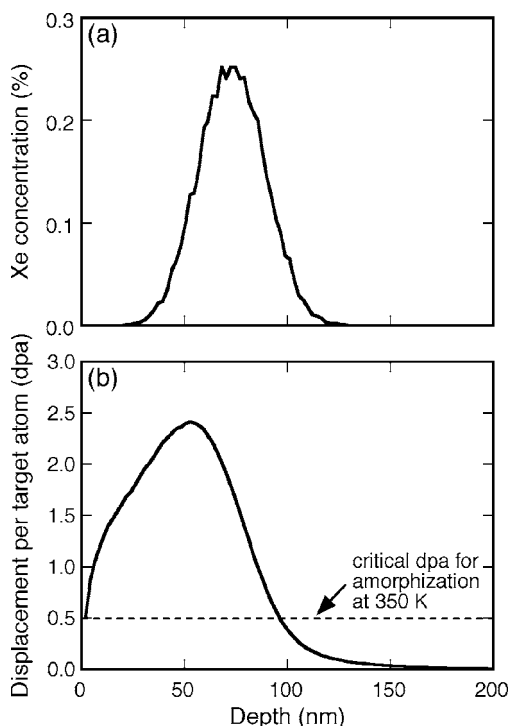 (a)
Xe concentration (%)
0.3
0.2
0.1
0.0
(b)
Displacement per target atom (dpa)
3.0
2.5
2.0
1.5
1.0
0.5
0.0
critical dpa for
amorphization
at 350 K
0 50 100 150 200
Depth (nm)